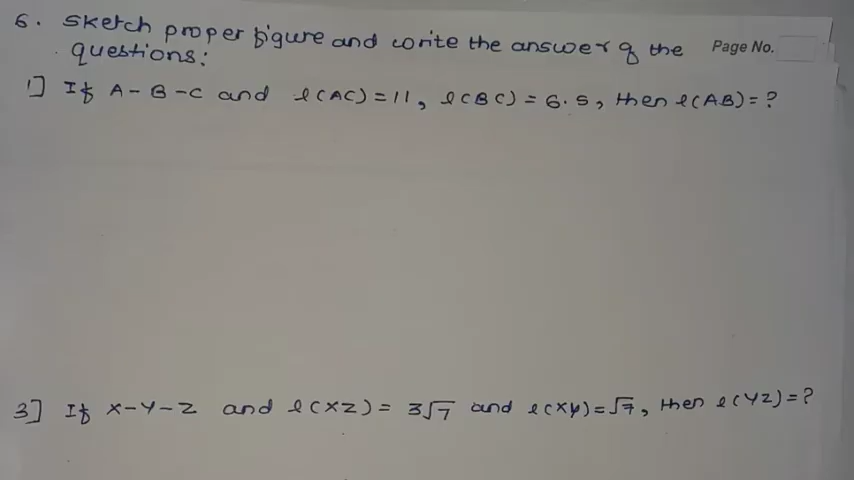 6. Sketch proper figure and write the answer of the
questions:
Page No.
1] If A-B-C and l(AC)=11, l(BC)=6.5, then l(AB)=?
3] If X-Y-Z and l(XZ)=3√7 and l(XY)=√7, then l(YZ)=?